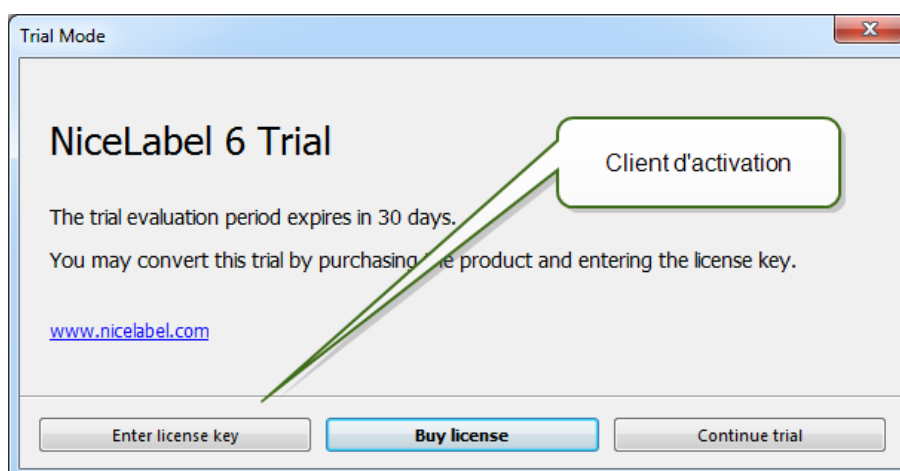 Trial Mode
NiceLabel 6 Trial
Client d'activation
The trial evaluation period expires in 30 days.
You may convert this trial by purchasing the product and entering the license key.
www.nicelabel.com
Enter license key
Buy license
Continue trial